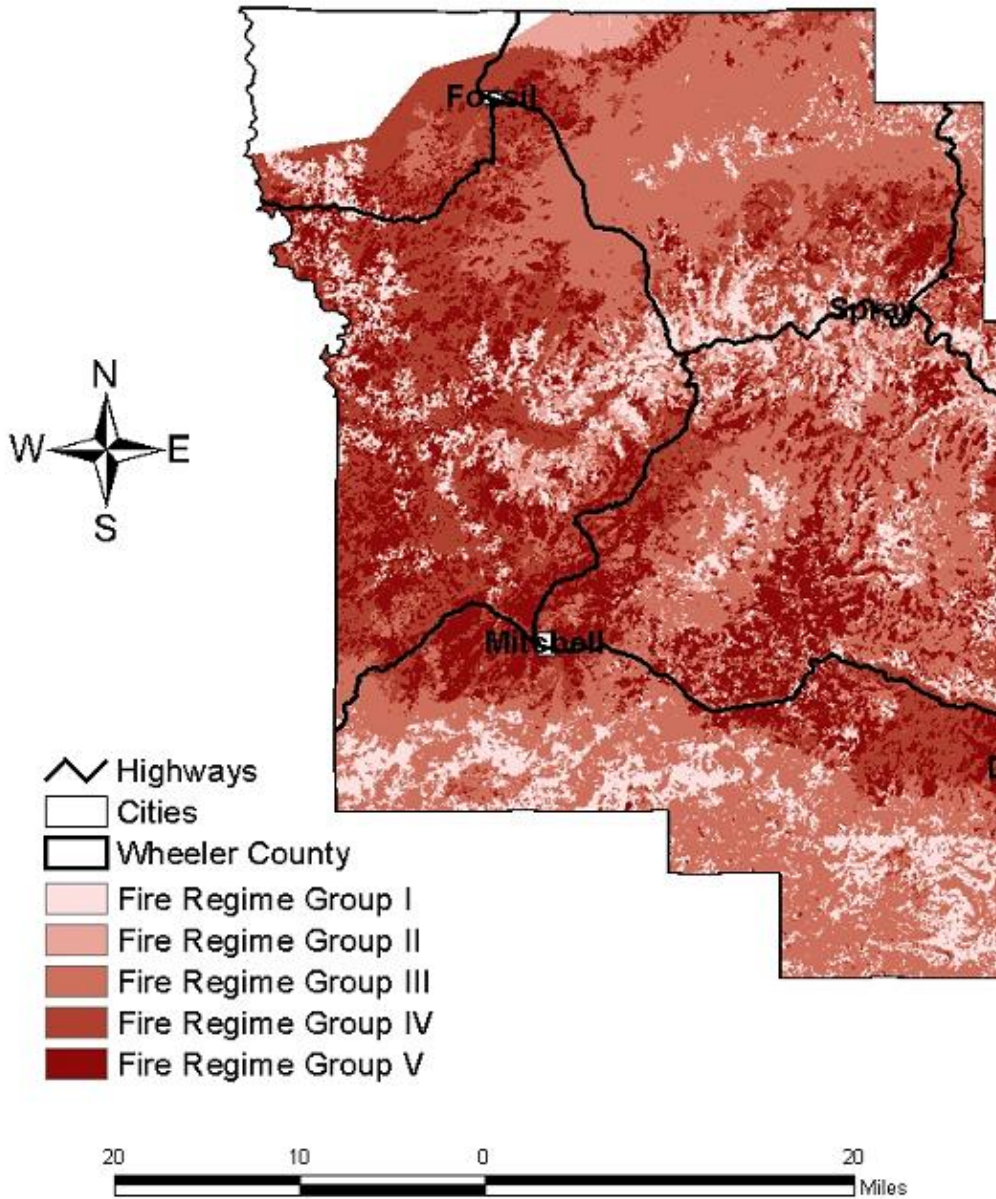 Fossil
Spray
N
W E
S
Mitchell
Highways
Cities
Wheeler County
Fire Regime Group I
Fire Regime Group II
Fire Regime Group III
Fire Regime Group IV
Fire Regime Group V
20 10 0 20
Miles